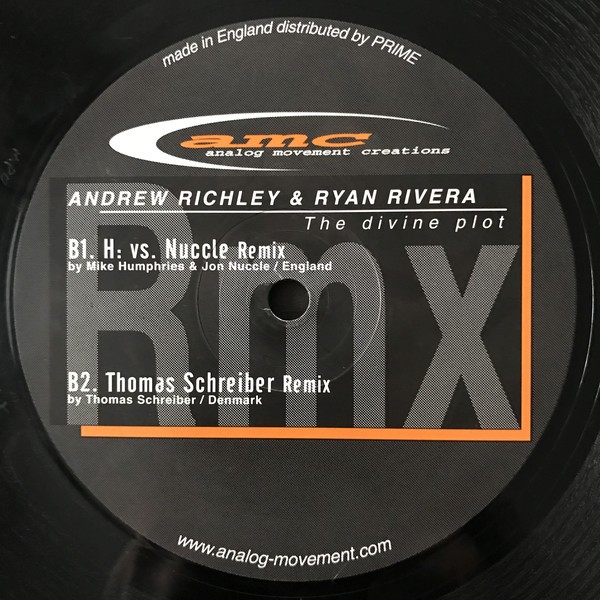 made in England distributed by PRIME
amc
analog movement creations
ANDREW RICHLEY & RYAN RIVERA
The divine plot
B1. H: vs. Nuccle Remix
by Mike Humphries & Jon Nuccle / England
Rmx
B2. Thomas Schreiber Remix
by Thomas Schreiber / Denmark
www.analog-movement.com